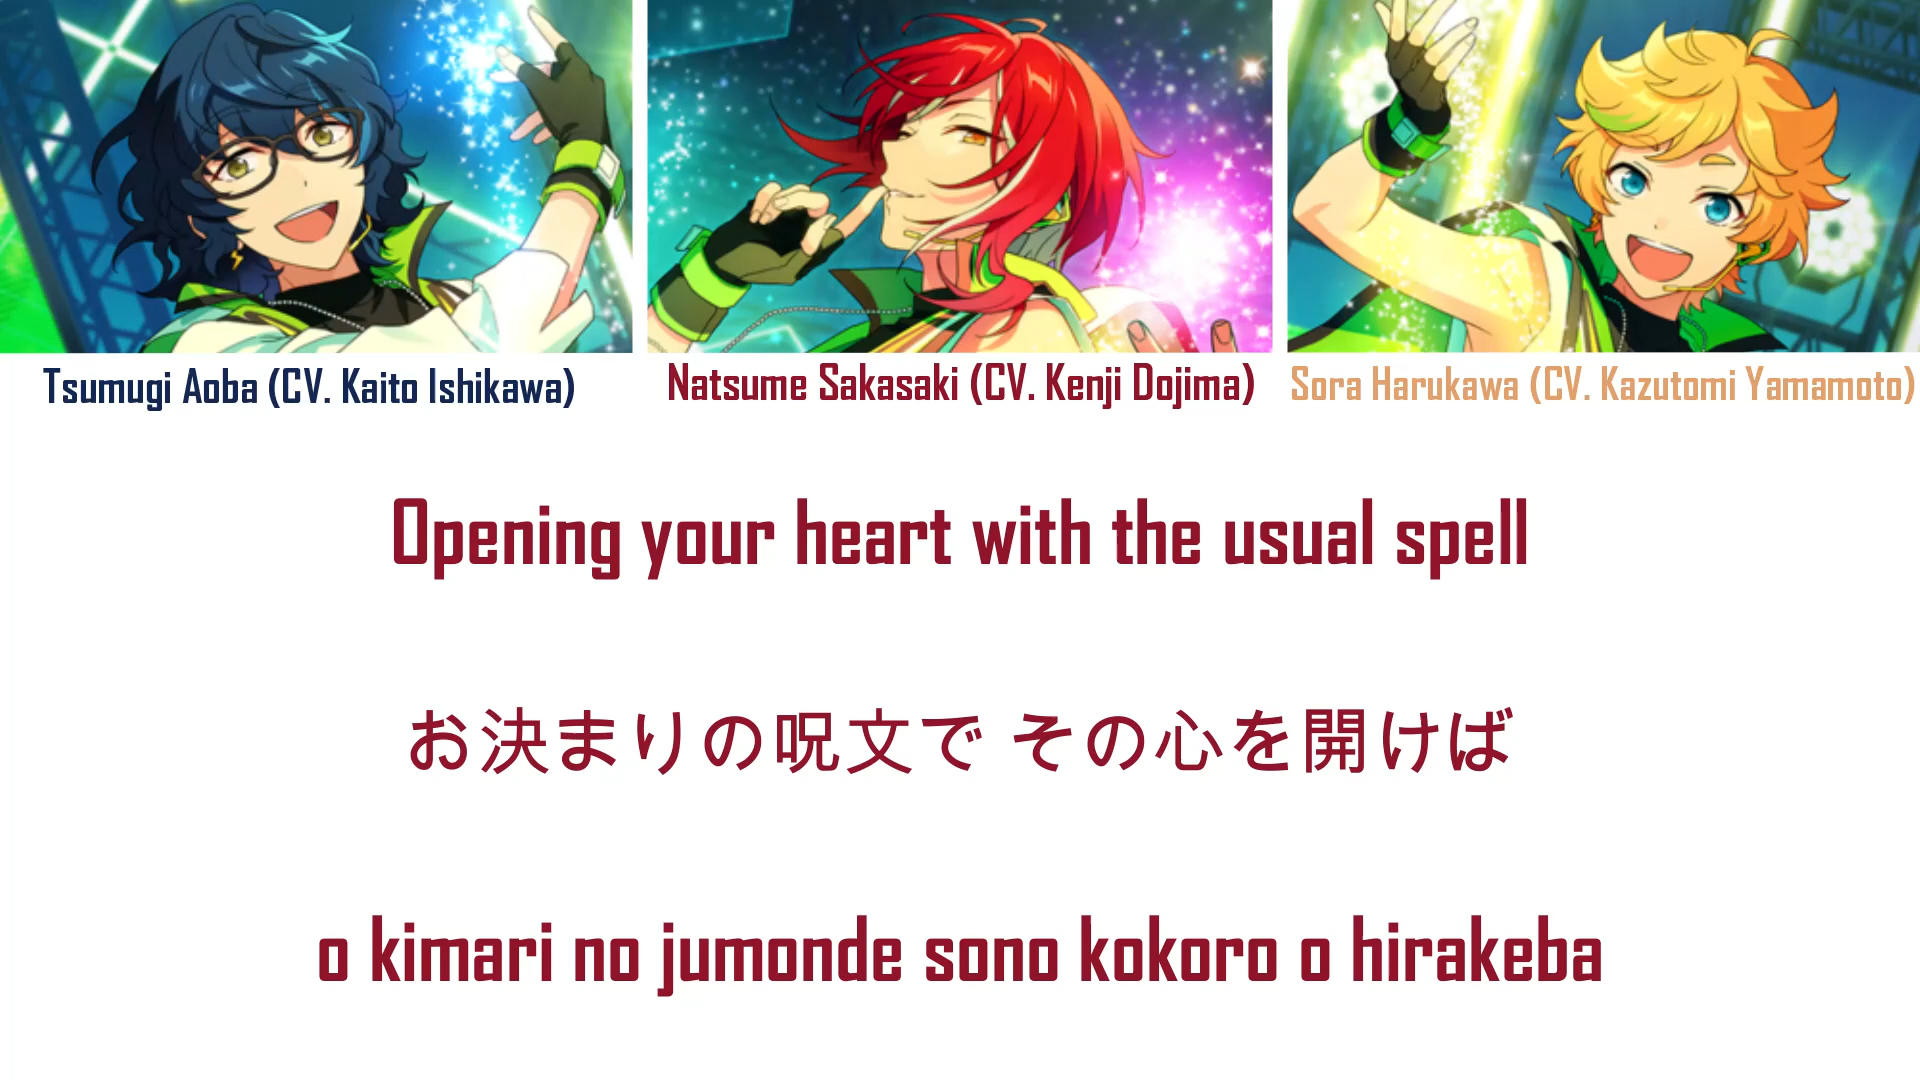 Tsumugi Aoba (CV. Kaito Ishikawa)
Natsume Sakasaki (CV. Kenji Dojima)
Sora Harukawa (CV. Kazutomi Yamamoto)
Opening your heart with the usual spell
お決まりの呪文で その心を開けば
o kimari no jumonde sono kokoro o hirakeba